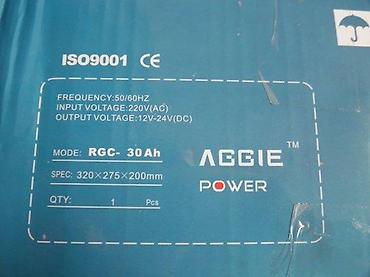 ISO9001 CE
FREQUENCY:50/60HZ
INPUT VOLTAGE:220V(AC)
OUTPUT VOLTAGE:12V-24V(DC)
MODE: RGC- 30Ah
SPEC: 320×275×200mm
QTY: 1 Pcs
AGGIE™
POWER